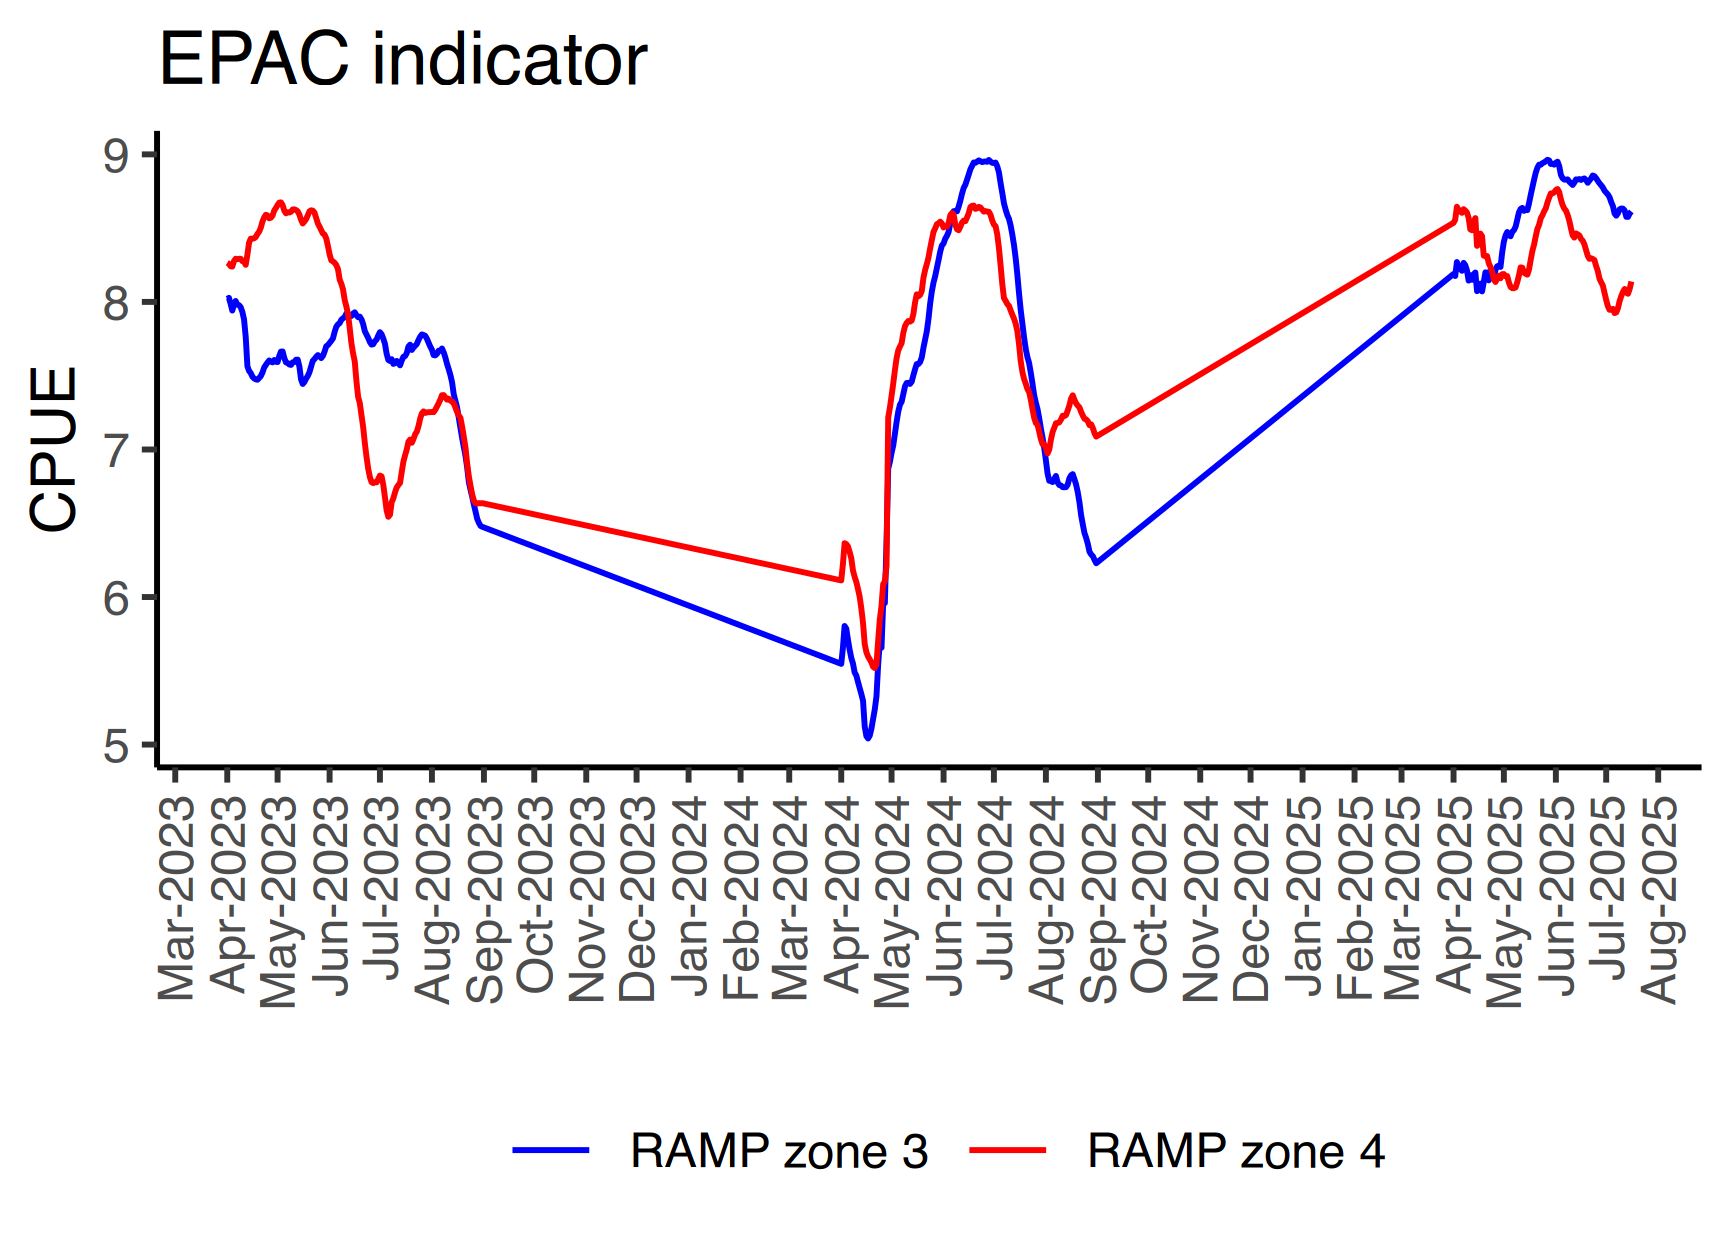 EPAC indicator
CPUE
9
8
7
6
5
Mar-2023
Apr-2023
May-2023
Jun-2023
Jul-2023
Aug-2023
Sep-2023
Oct-2023
Nov-2023
Dec-2023
Jan-2024
Feb-2024
Mar-2024
Apr-2024
May-2024
Jun-2024
Jul-2024
Aug-2024
Sep-2024
Oct-2024
Nov-2024
Dec-2024
Jan-2025
Feb-2025
Mar-2025
Apr-2025
May-2025
Jun-2025
Jul-2025
Aug-2025
RAMP zone 3
RAMP zone 4